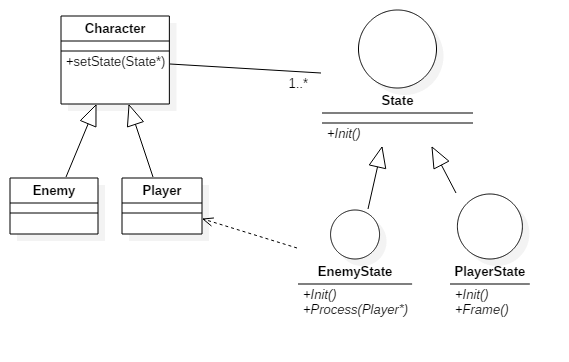 Character
+setState(State*)
1..*
State
+Init()
Enemy
Player
EnemyState
+Init()
+Process(Player*)
PlayerState
+Init()
+Frame()